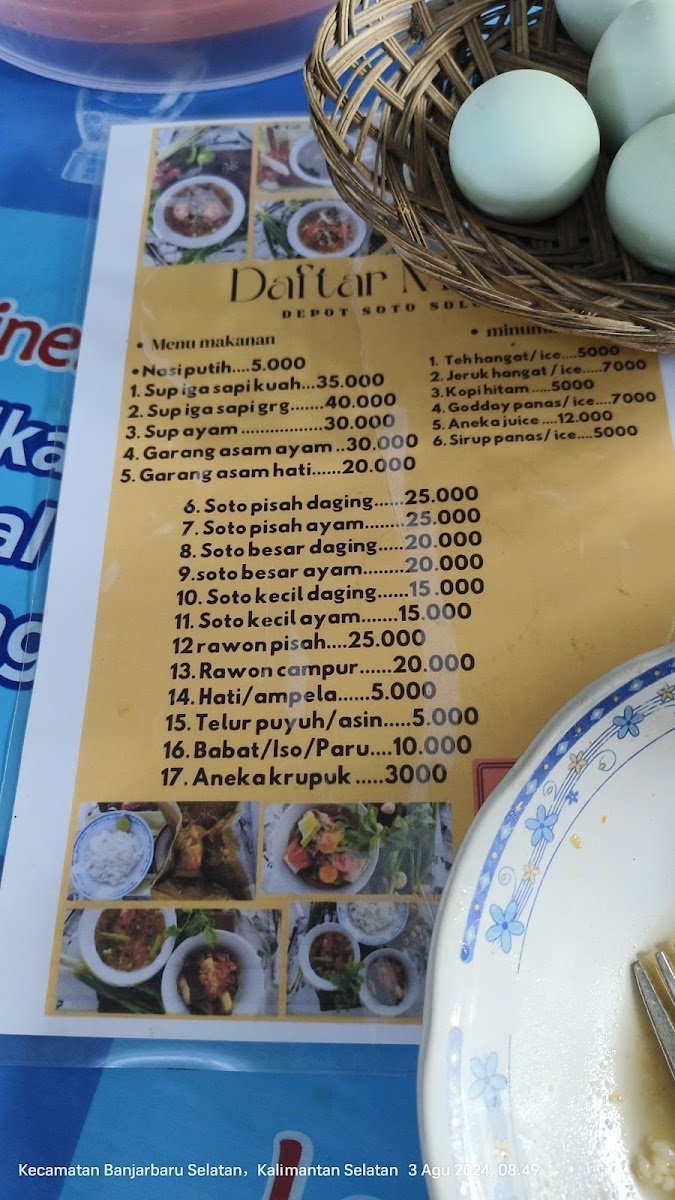 Daftar
DEPOT SOTO
• Menu makanan
• Nasi putih....5.000
1. Sup iga sapi kuah...35.000
2. Sup iga sapi grg.......40.000
3. Sup ayam ................30.000
4. Garang asam ayam ..30.000
5. Garang asam hati......20.000
6. Soto pisah daging......25.000
7. Soto pisah ayam........25.000
8. Soto besar daging.....20.000
9.soto besar ayam........20.000
10. Soto kecil daging......15.000
11. Soto kecil ayam.......15.000
12 rawon pisah....25.000
13. Rawon campur......20.000
14. Hati/ampela......5.000
15. Telur puyuh/asin.....5.000
16. Babat/Iso/Paru....10.000
17. Aneka krupuk .....3000
1. Teh hangat/ ice....5000
2. Jeruk hangat / ice.....7000
3. Kopi hitam .....5000
4. Godday panas/ ice....7000
5. Aneka juice ....12.000
6. Sirup panas/ ice....5000
Kecamatan Banjarbaru Selatan, Kalimantan Selatan 3 Agu 2024, 08.49